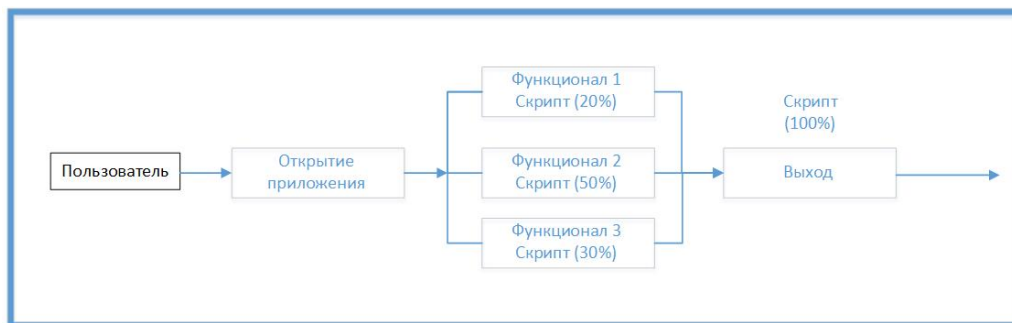 Функционал 1
Скрипт (20%)
Скрипт
(100%)
Пользователь
Открытие
приложения
Функционал 2
Скрипт (50%)
Выход
Функционал 3
Скрипт (30%)